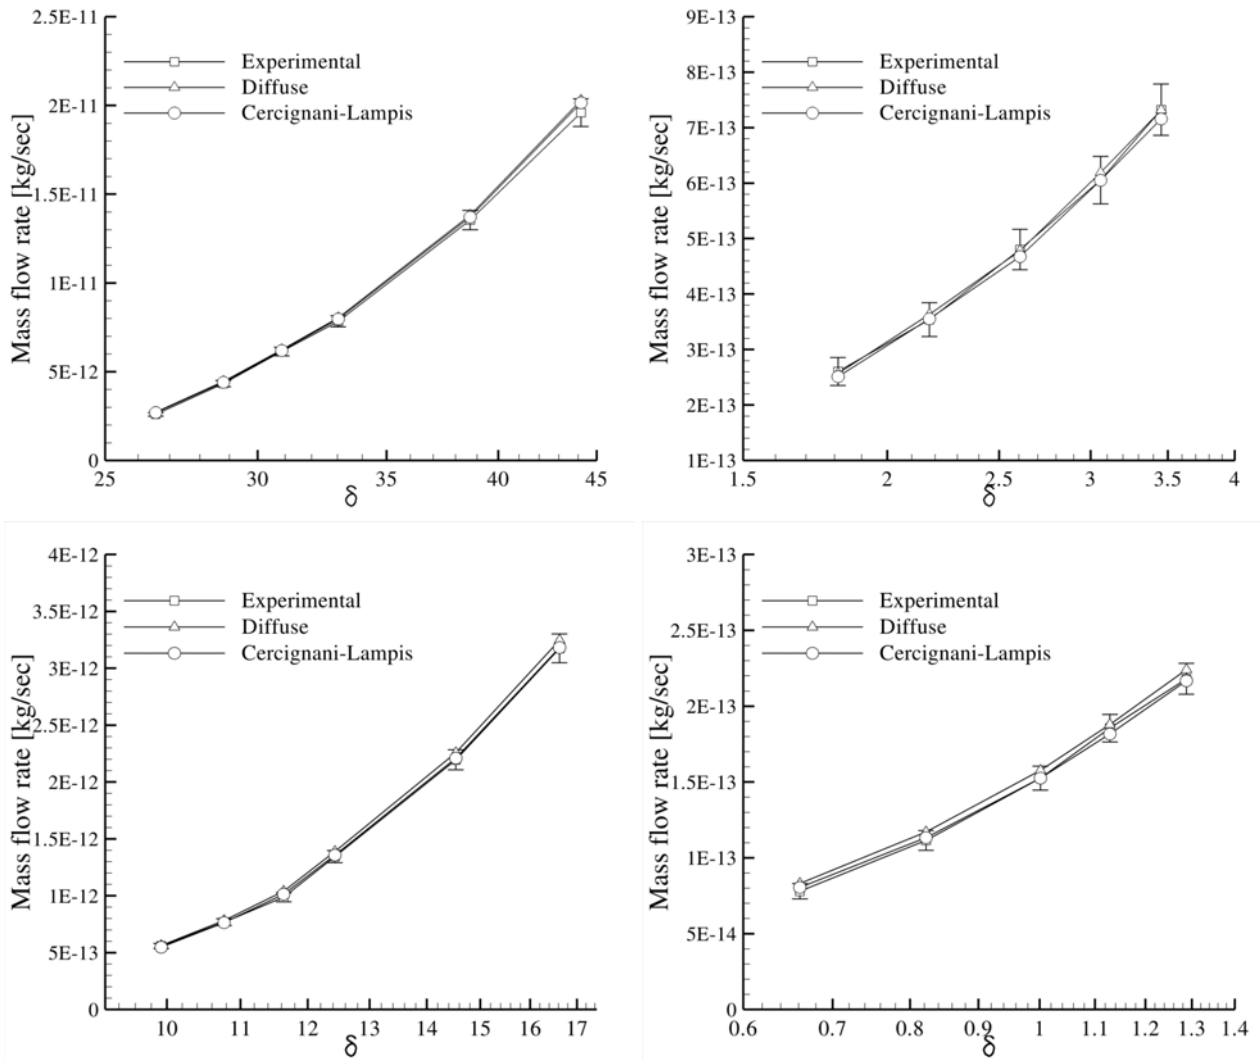 2.5E-11
2E-11
1.5E-11
1E-11
5E-12
0
Mass flow rate [kg/sec]
Experimental
Diffuse
Cercignani-Lampis
25 30 35 40 45
δ
9E-13
8E-13
7E-13
6E-13
5E-13
4E-13
3E-13
2E-13
1E-13
Mass flow rate [kg/sec]
Experimental
Diffuse
Cercignani-Lampis
1.5 2 2.5 3 3.5 4
δ
4E-12
3.5E-12
3E-12
2.5E-12
2E-12
1.5E-12
1E-12
5E-13
0
Mass flow rate [kg/sec]
Experimental
Diffuse
Cercignani-Lampis
10 11 12 13 14 15 16 17
δ
3E-13
2.5E-13
2E-13
1.5E-13
1E-13
5E-14
0
Mass flow rate [kg/sec]
Experimental
Diffuse
Cercignani-Lampis
0.6 0.7 0.8 0.9 1 1.1 1.2 1.3 1.4
δ